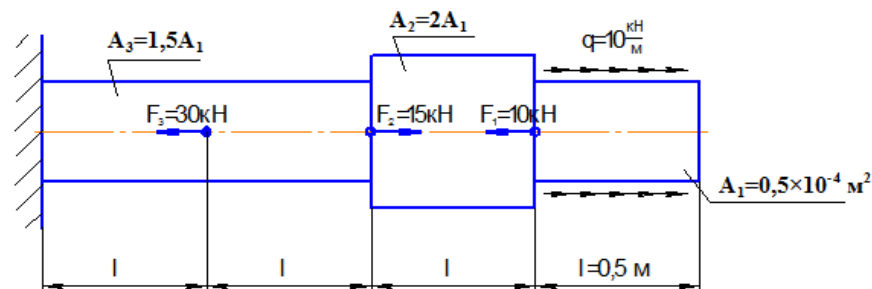 A₃=1,5A₁
A₂=2A₁
q=10 кН/м
F₃=30кН
F₂=15кН
F₁=10кН
A₁=0,5×10⁻⁴ м²
l
l
l
l=0,5 м